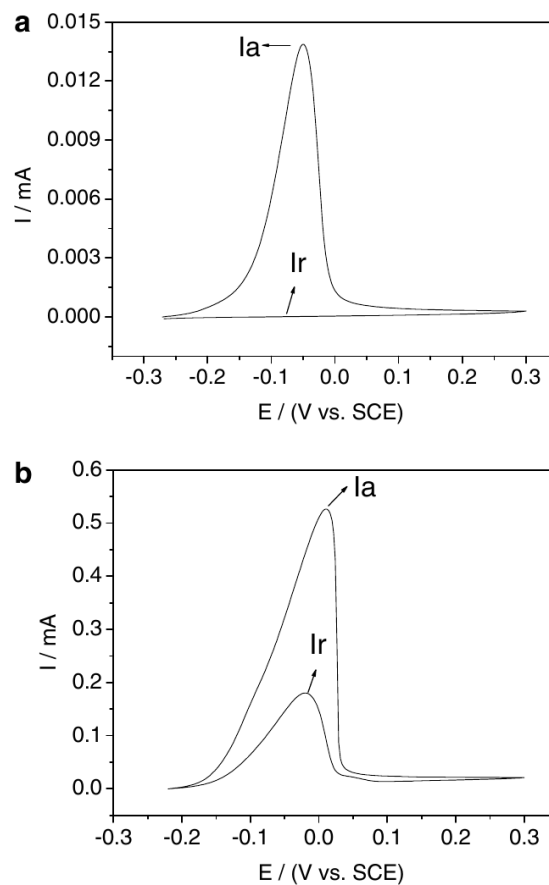 a
0.015
0.012
0.009
0.006
0.003
0.000
I / mA
Ia
Ir
-0.3 -0.2 -0.1 0.0 0.1 0.2 0.3
E / (V vs. SCE)
b
0.6
0.5
0.4
0.3
0.2
0.1
0.0
I / mA
Ia
Ir
-0.3 -0.2 -0.1 0.0 0.1 0.2 0.3
E / (V vs. SCE)